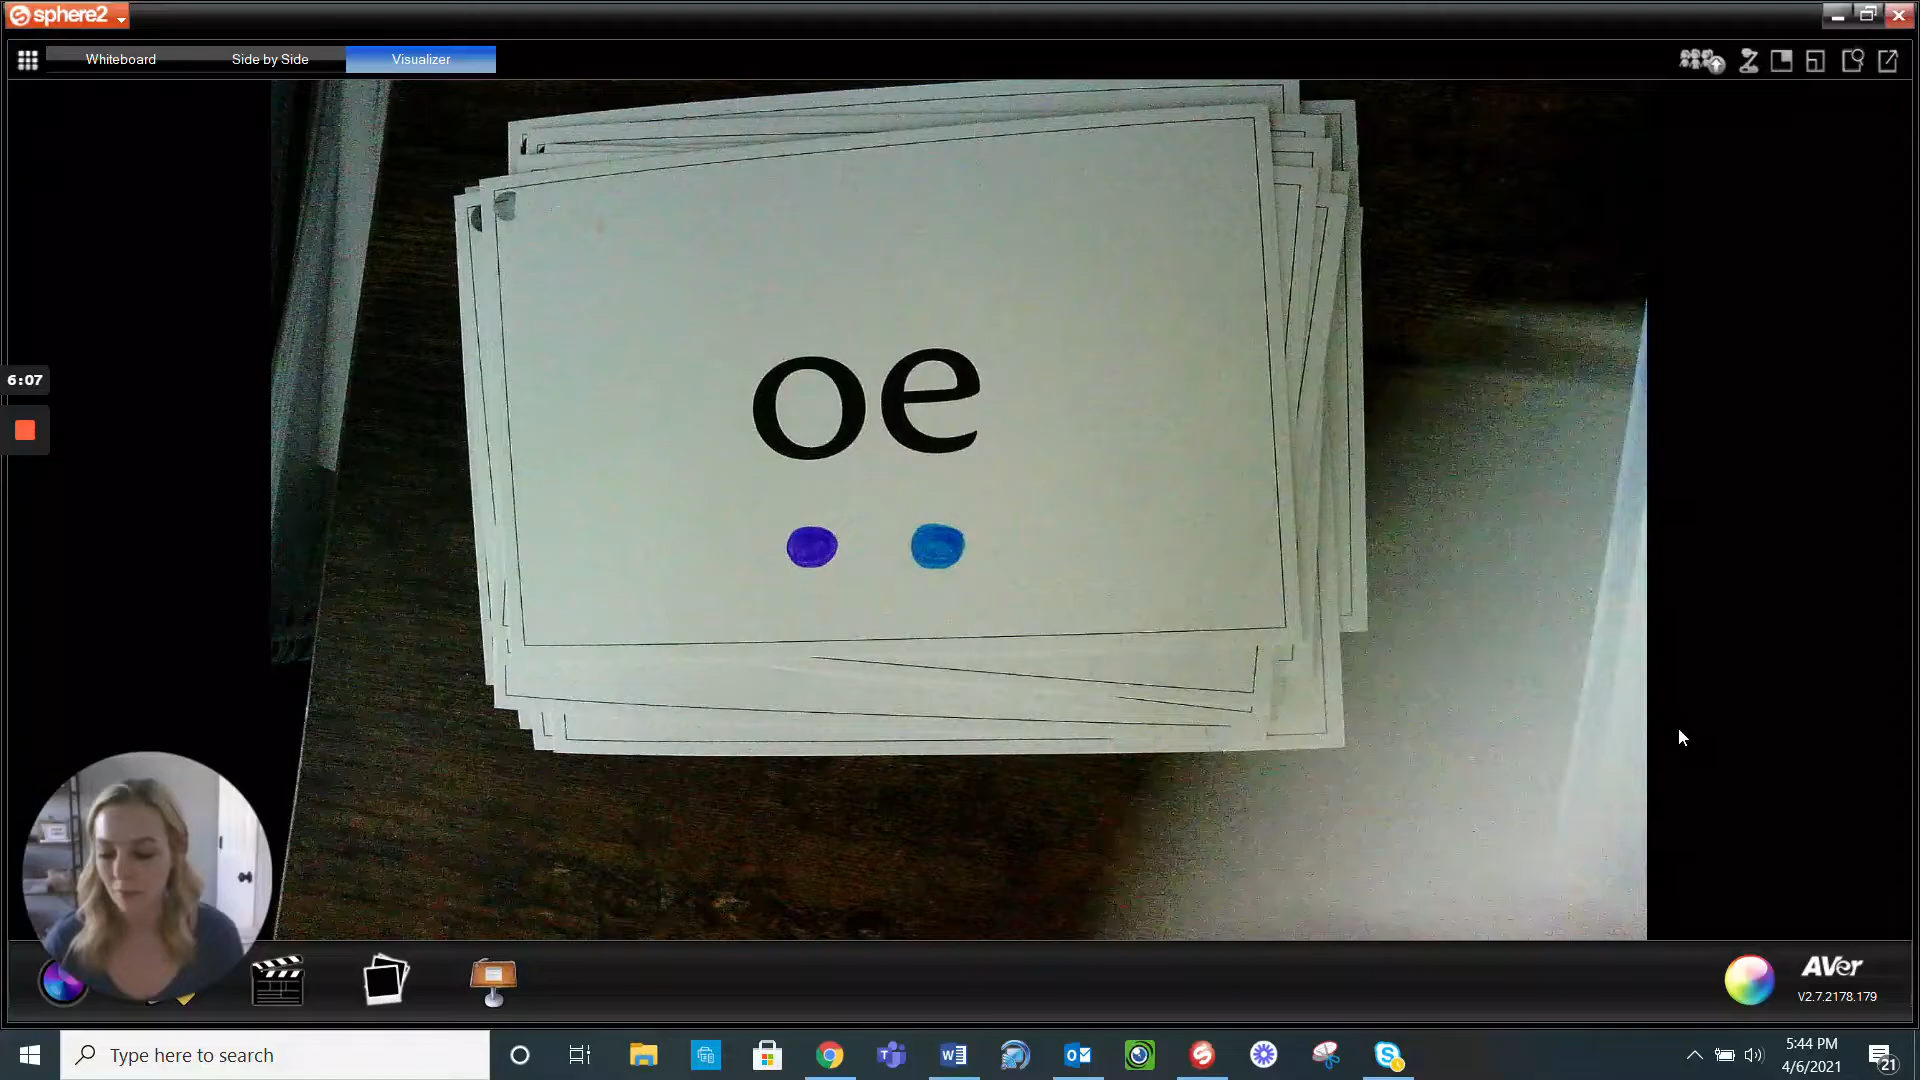 sphere2
Whiteboard
Side by Side
Visualizer
6:07
oe
AVer
V2.7.2178.179
Type here to search
5:44 PM
4/6/2021
21